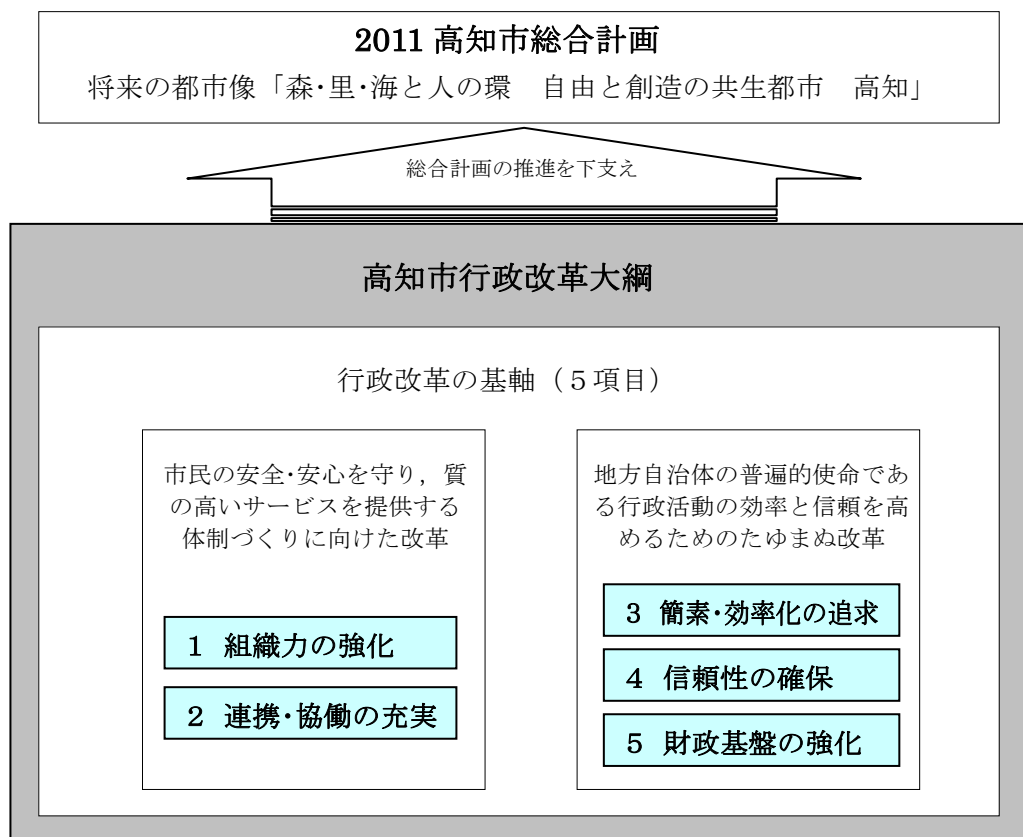 2011 高知市総合計画
将来の都市像「森･里･海と人の環　自由と創造の共生都市　高知」
総合計画の推進を下支え
高知市行政改革大綱
行政改革の基軸（５項目）
市民の安全･安心を守り，質
の高いサービスを提供する
体制づくりに向けた改革
1 組織力の強化
2 連携･協働の充実
地方自治体の普遍的使命であ
る行政活動の効率と信頼を高
めるためのたゆまぬ改革
3 簡素･効率化の追求
4 信頼性の確保
5 財政基盤の強化